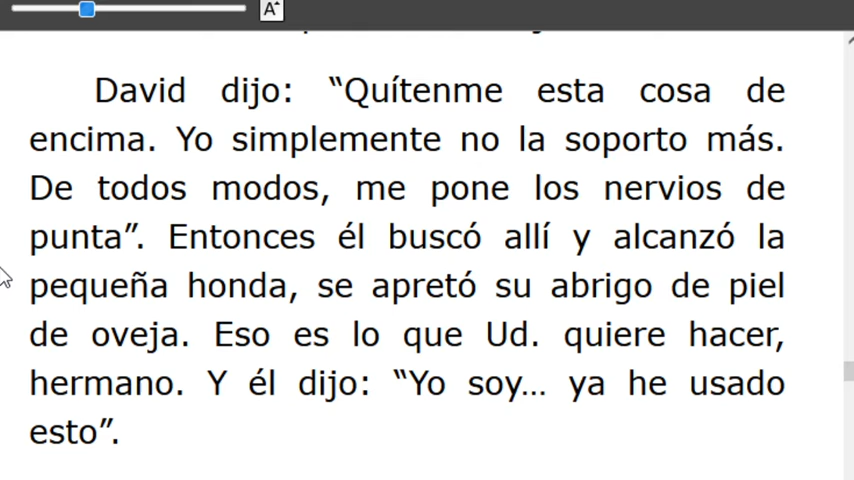 A
David dijo: “Quítenme esta cosa de
encima. Yo simplemente no la soporto más.
De todos modos, me pone los nervios de
punta”. Entonces él buscó allí y alcanzó la
pequeña honda, se apretó su abrigo de piel
de oveja. Eso es lo que Ud. quiere hacer,
hermano. Y él dijo: “Yo soy… ya he usado
esto”.